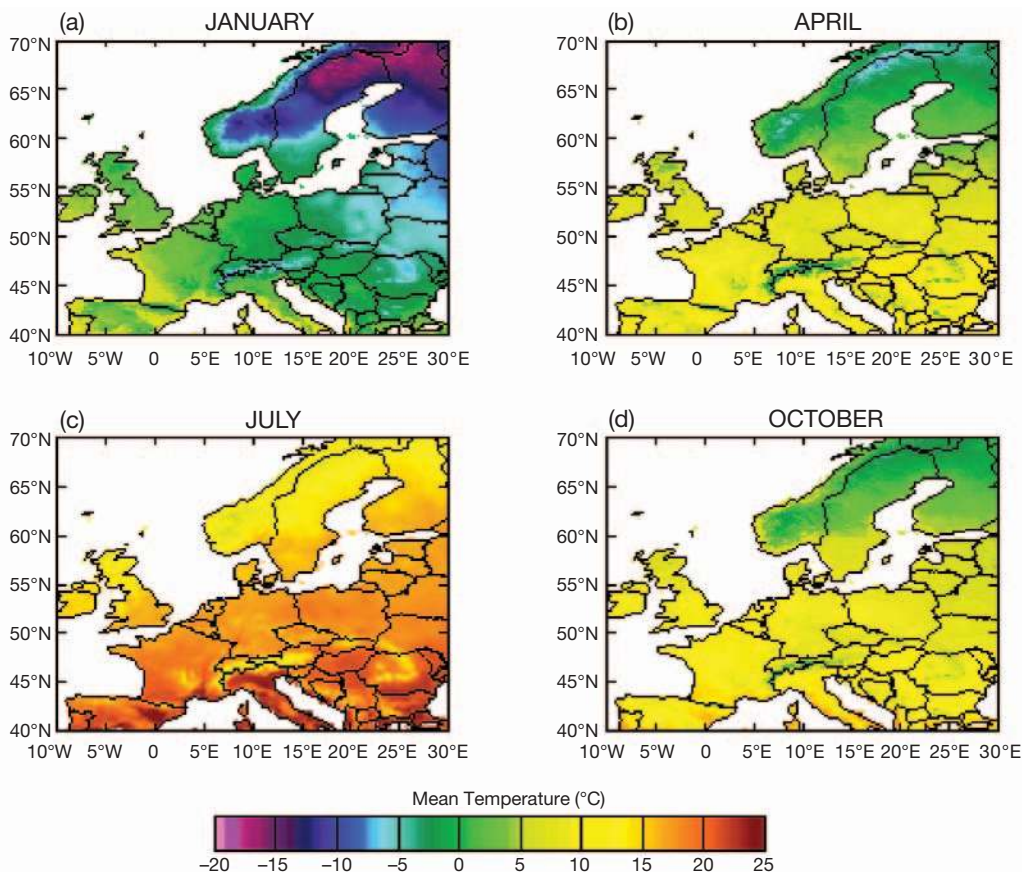 (a) JANUARY
70°N
65°N
60°N
55°N
50°N
45°N
40°N
10°W 5°W 0 5°E 10°E 15°E 20°E 25°E 30°E
(b) APRIL
70°N
65°N
60°N
55°N
50°N
45°N
40°N
10°W 5°W 0 5°E 10°E 15°E 20°E 25°E 30°E
(c) JULY
70°N
65°N
60°N
55°N
50°N
45°N
40°N
10°W 5°W 0 5°E 10°E 15°E 20°E 25°E 30°E
(d) OCTOBER
70°N
65°N
60°N
55°N
50°N
45°N
40°N
10°W 5°W 0 5°E 10°E 15°E 20°E 25°E 30°E
Mean Temperature (°C)
–20 –15 –10 –5 0 5 10 15 20 25